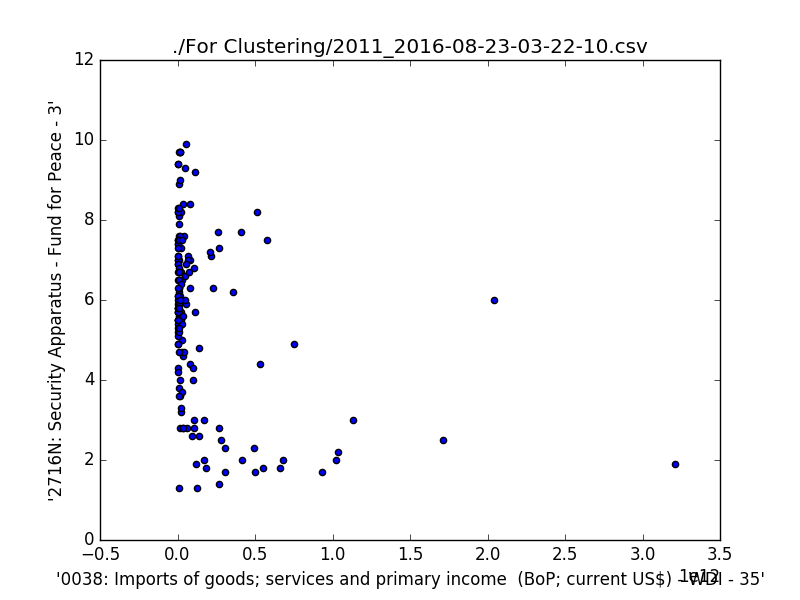 ./For Clustering/2011_2016-08-23-03-22-10.csv
12
10
8
6
4
2
0
'2716N: Security Apparatus - Fund for Peace - 3'
−0.5 0.0 0.5 1.0 1.5 2.0 2.5 3.0 3.5
1e12
'0038: Imports of goods; services and primary income (BoP; current US$) - WDI - 35'